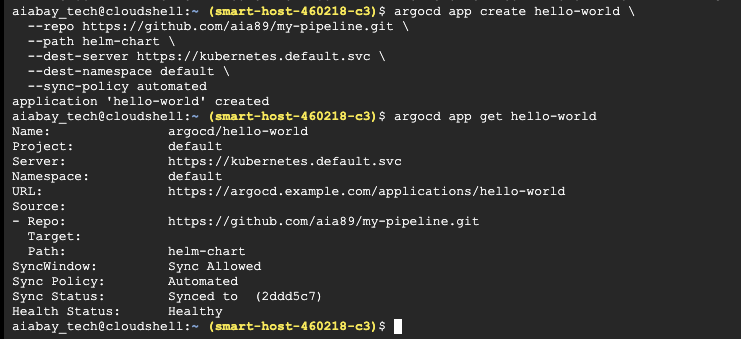 aiabay_tech@cloudshell:~ (smart-host-460218-c3)$ argocd app create hello-world \
  --repo https://github.com/aia89/my-pipeline.git \
  --path helm-chart \
  --dest-server https://kubernetes.default.svc \
  --dest-namespace default \
  --sync-policy automated
application 'hello-world' created
aiabay_tech@cloudshell:~ (smart-host-460218-c3)$ argocd app get hello-world
Name:               argocd/hello-world
Project:            default
Server:             https://kubernetes.default.svc
Namespace:          default
URL:                https://argocd.example.com/applications/hello-world
Source:
- Repo:             https://github.com/aia89/my-pipeline.git
  Target:
  Path:             helm-chart
SyncWindow:         Sync Allowed
Sync Policy:        Automated
Sync Status:        Synced to  (2ddd5c7)
Health Status:      Healthy
aiabay_tech@cloudshell:~ (smart-host-460218-c3)$